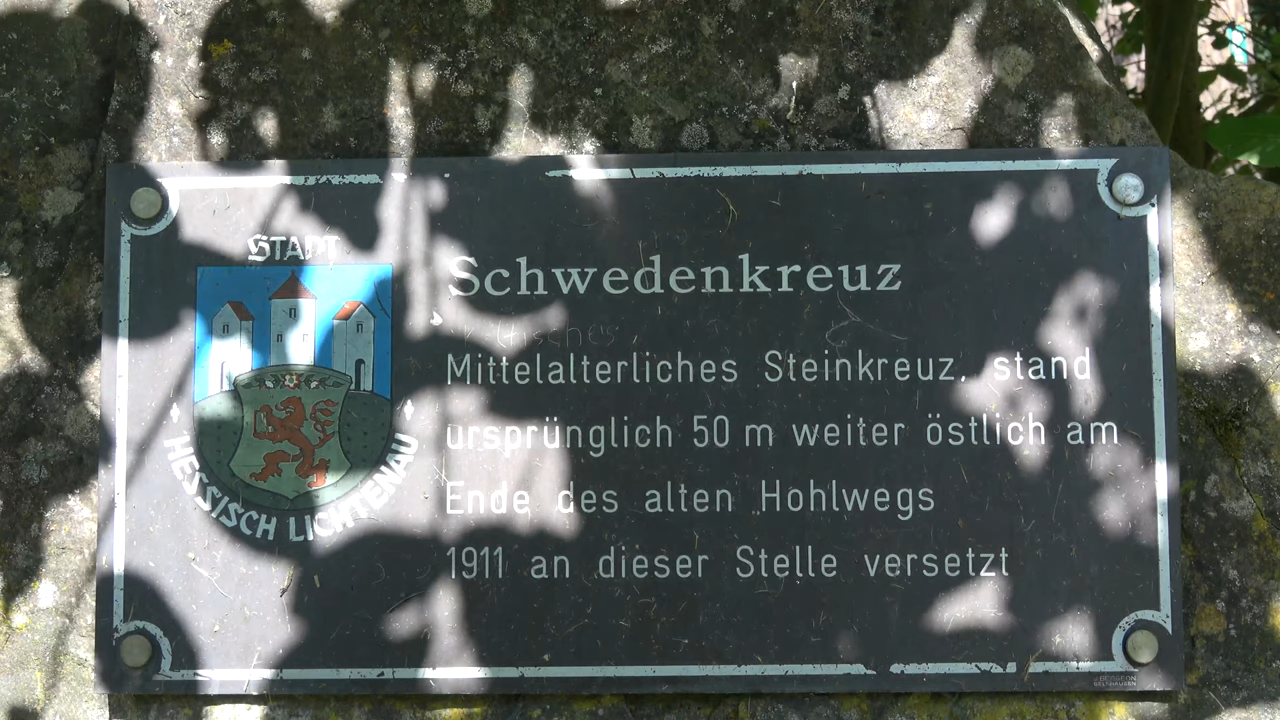 STADT
HESSISCH LICHTENAU
Schwedenkreuz
Mittelalterliches Steinkreuz, stand
ursprünglich 50 m weiter östlich am
Ende des alten Hohlwegs
1911 an dieser Stelle versetzt